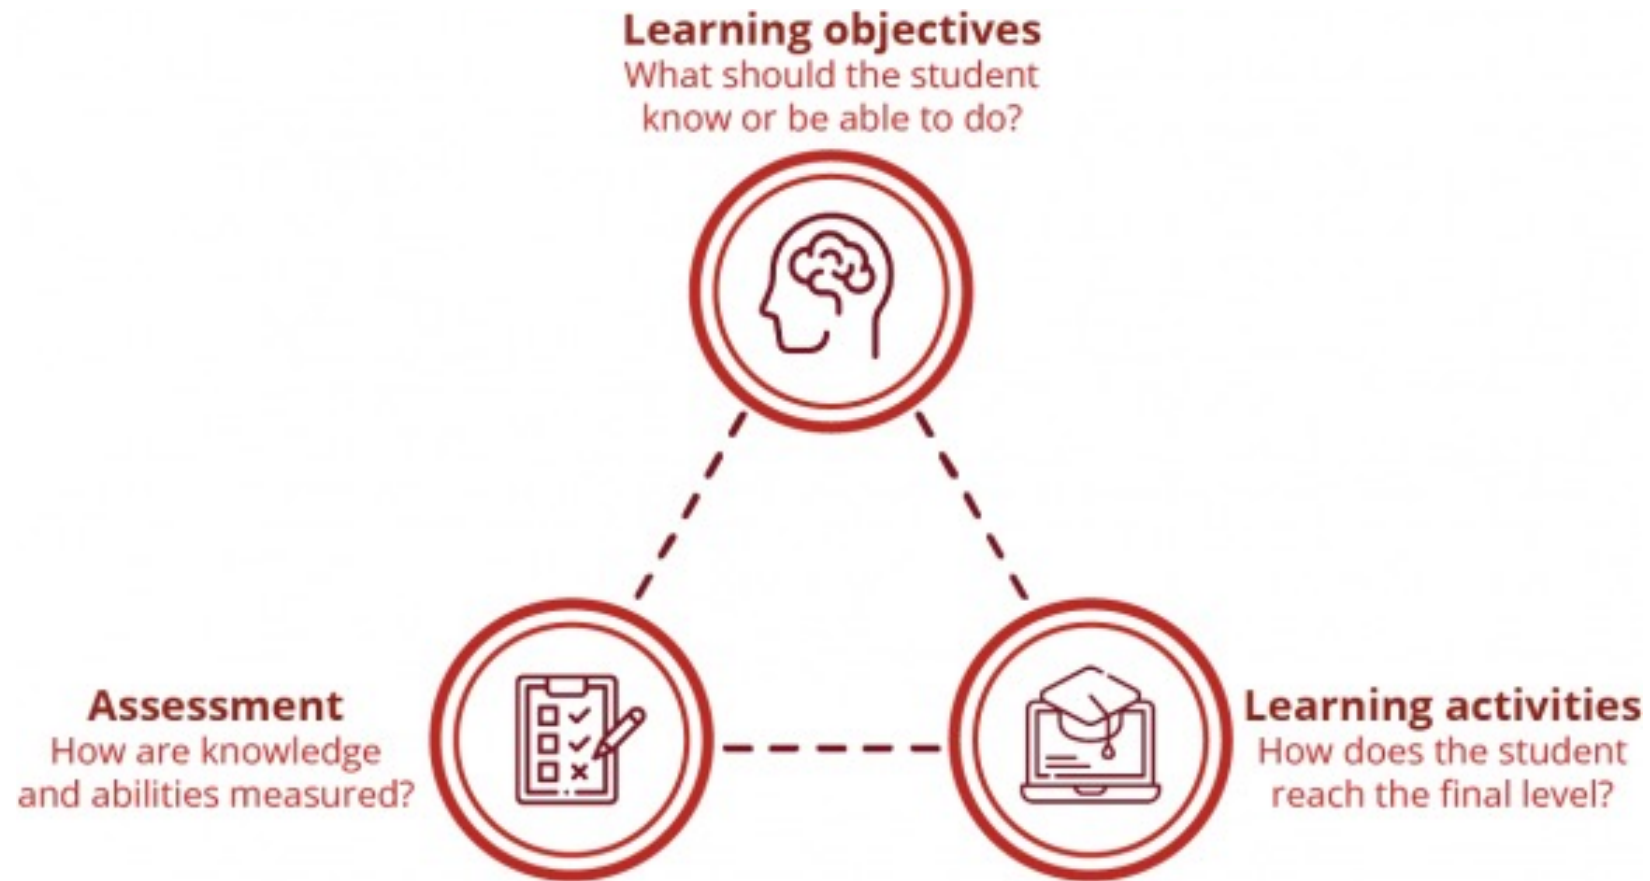 Learning objectives
What should the student
know or be able to do?
Assessment
How are knowledge
and abilities measured?
Learning activities
How does the student
reach the final level?